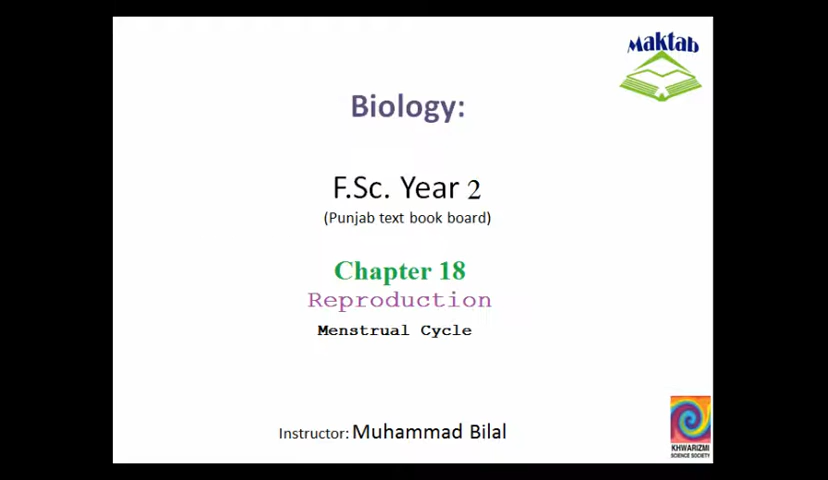 Maktab
Biology:
F.Sc. Year 2
(Punjab text book board)
Chapter 18
Reproduction
Menstrual Cycle
Instructor: Muhammad Bilal
KHWARIZMI
SCIENCE SOCIETY